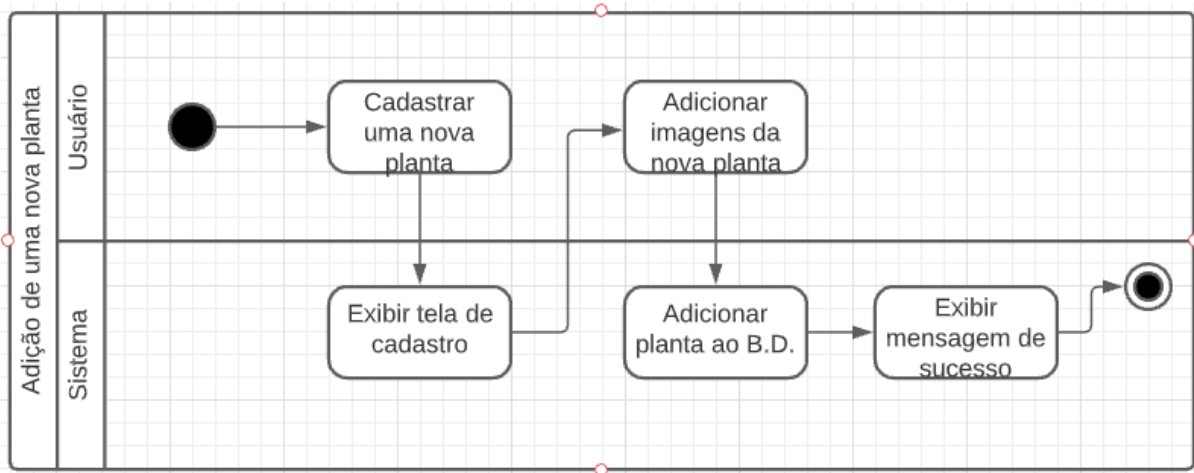 Adição de uma nova planta
Usuário
Cadastrar
uma nova
planta
Adicionar
imagens da
nova planta
Sistema
Exibir tela de
cadastro
Adicionar
planta ao B.D.
Exibir
mensagem de
sucesso